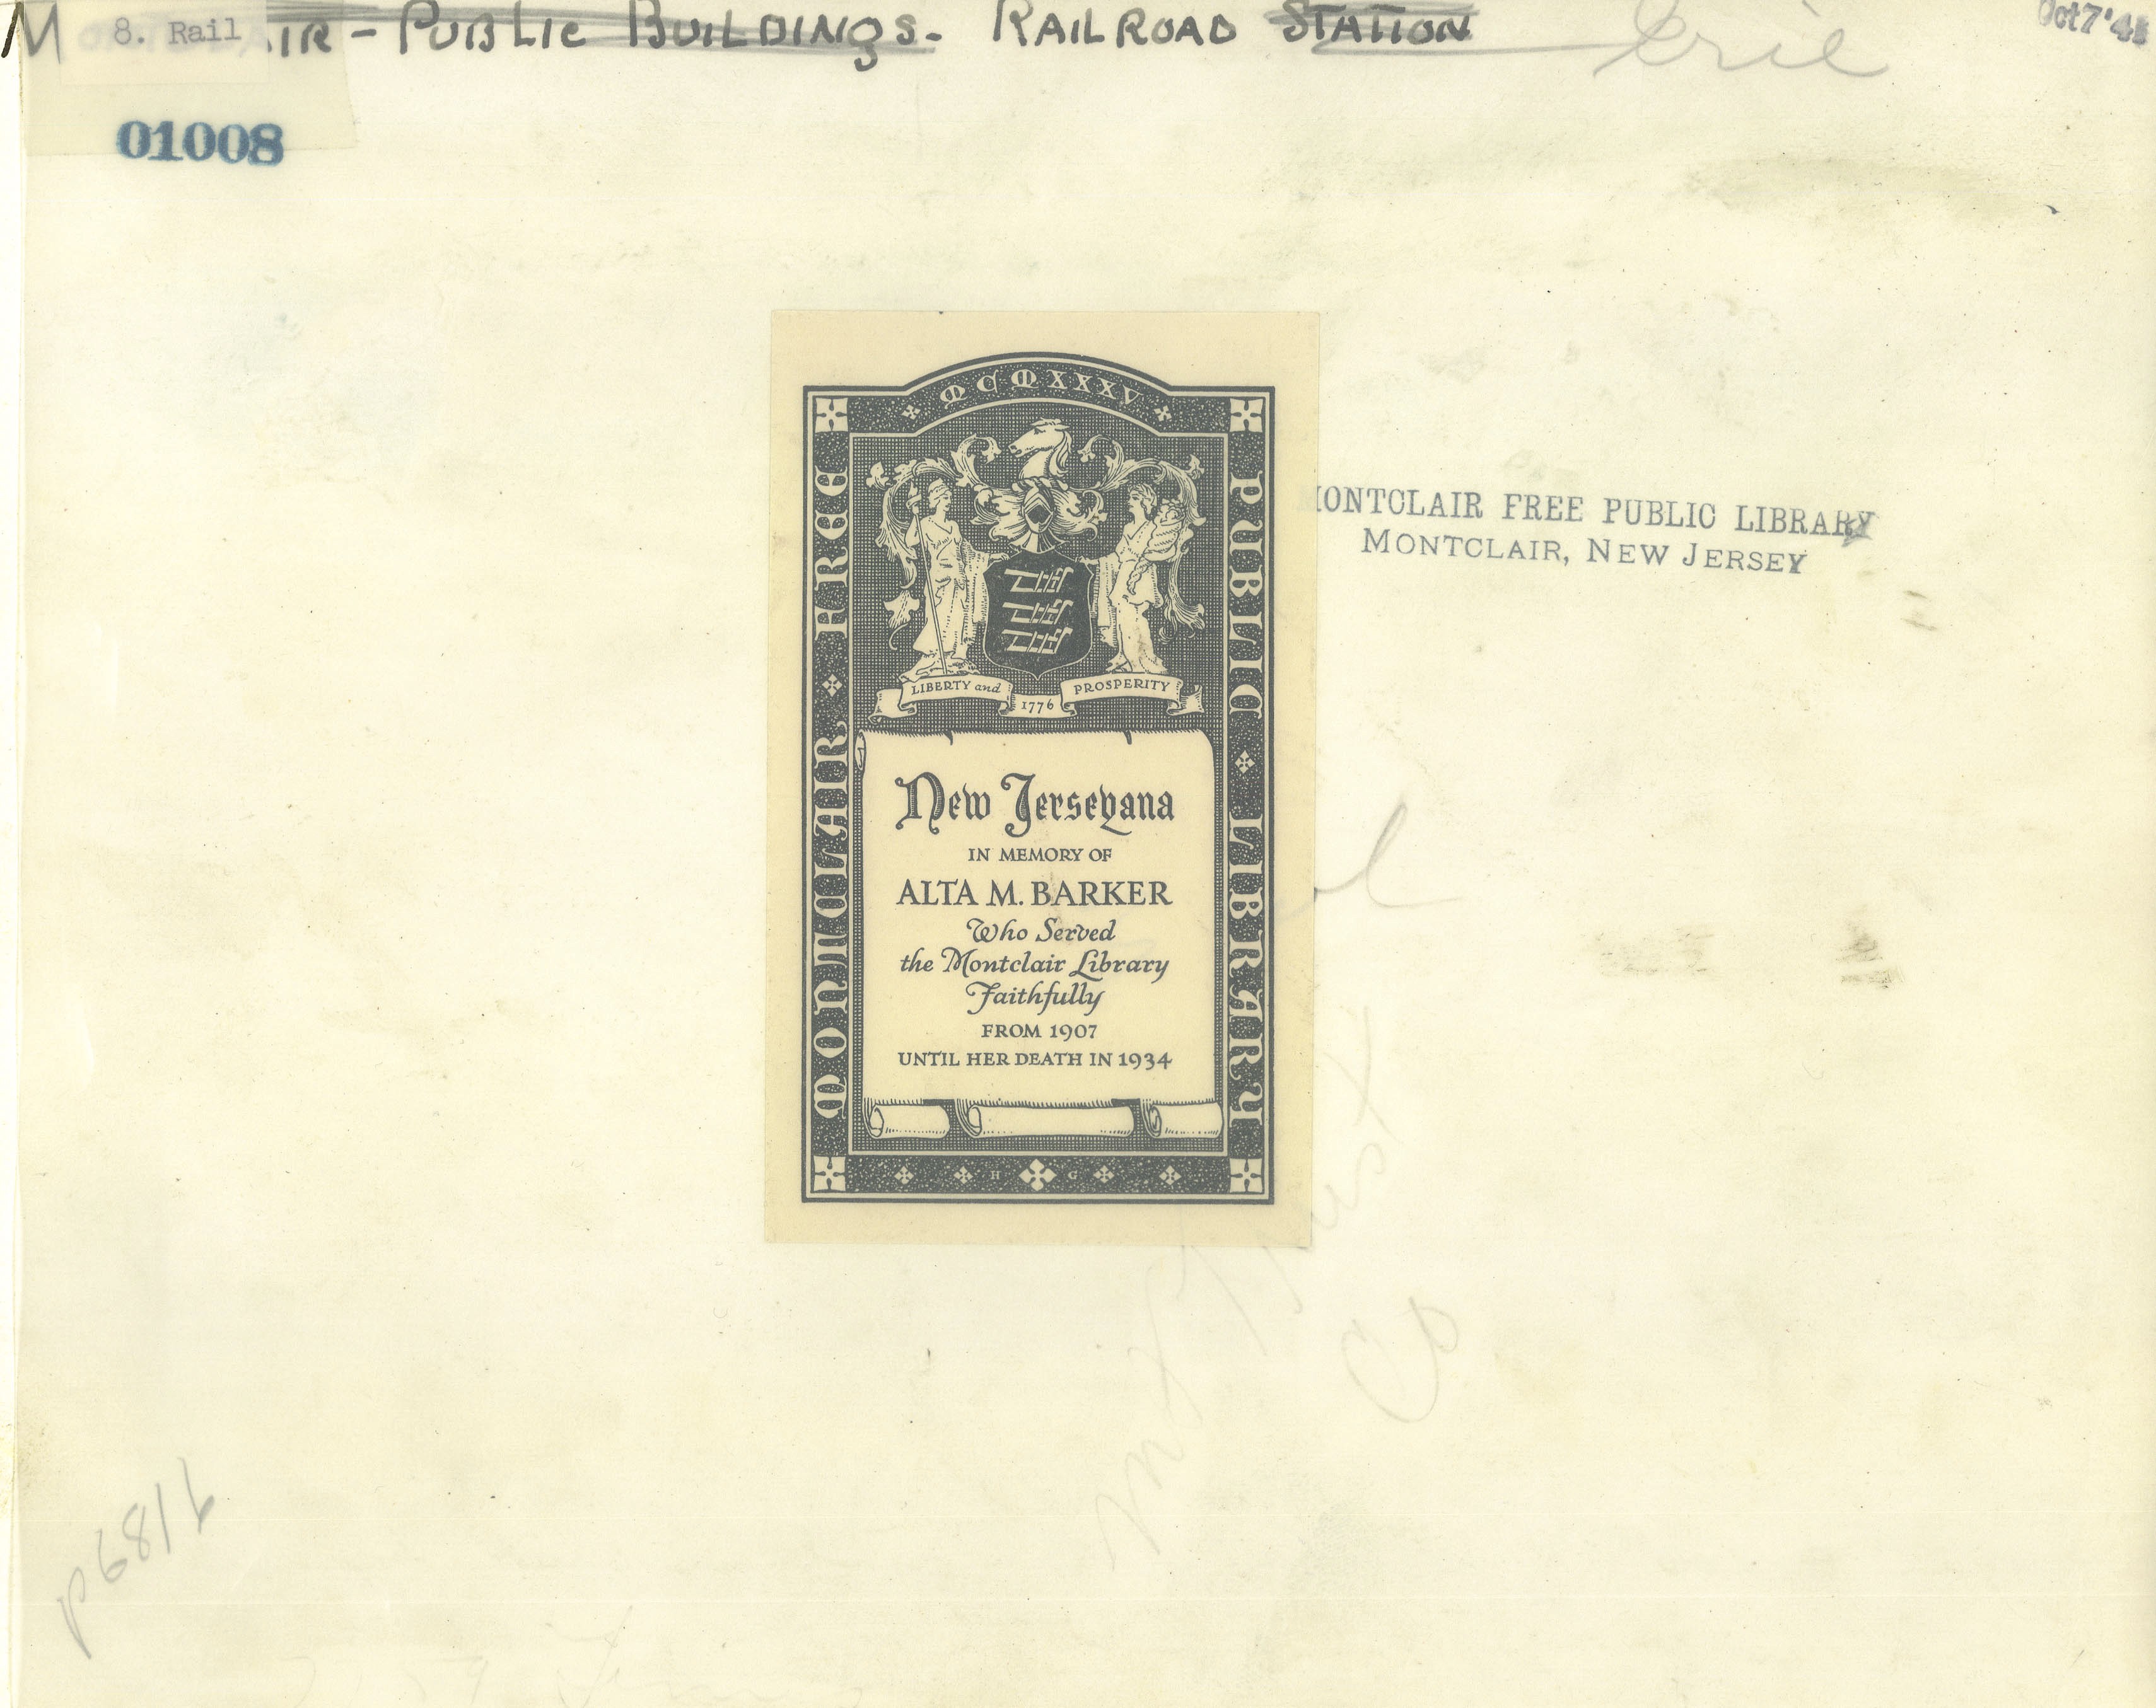 M 8. Rail IR - PUBLIC BUILDINGS- RAILROAD STATION Erie
Oct 7 '4
01008
MCMXXXV
MONTCLAIR FREE
PUBLIC LIBRARY
LIBERTY and PROSPERITY
1776
New Jerseyana
IN MEMORY OF
ALTA M. BARKER
Who Served
the Montclair Library
Faithfully
FROM 1907
UNTIL HER DEATH IN 1934
H G
MONTCLAIR FREE PUBLIC LIBRARY
MONTCLAIR, NEW JERSEY